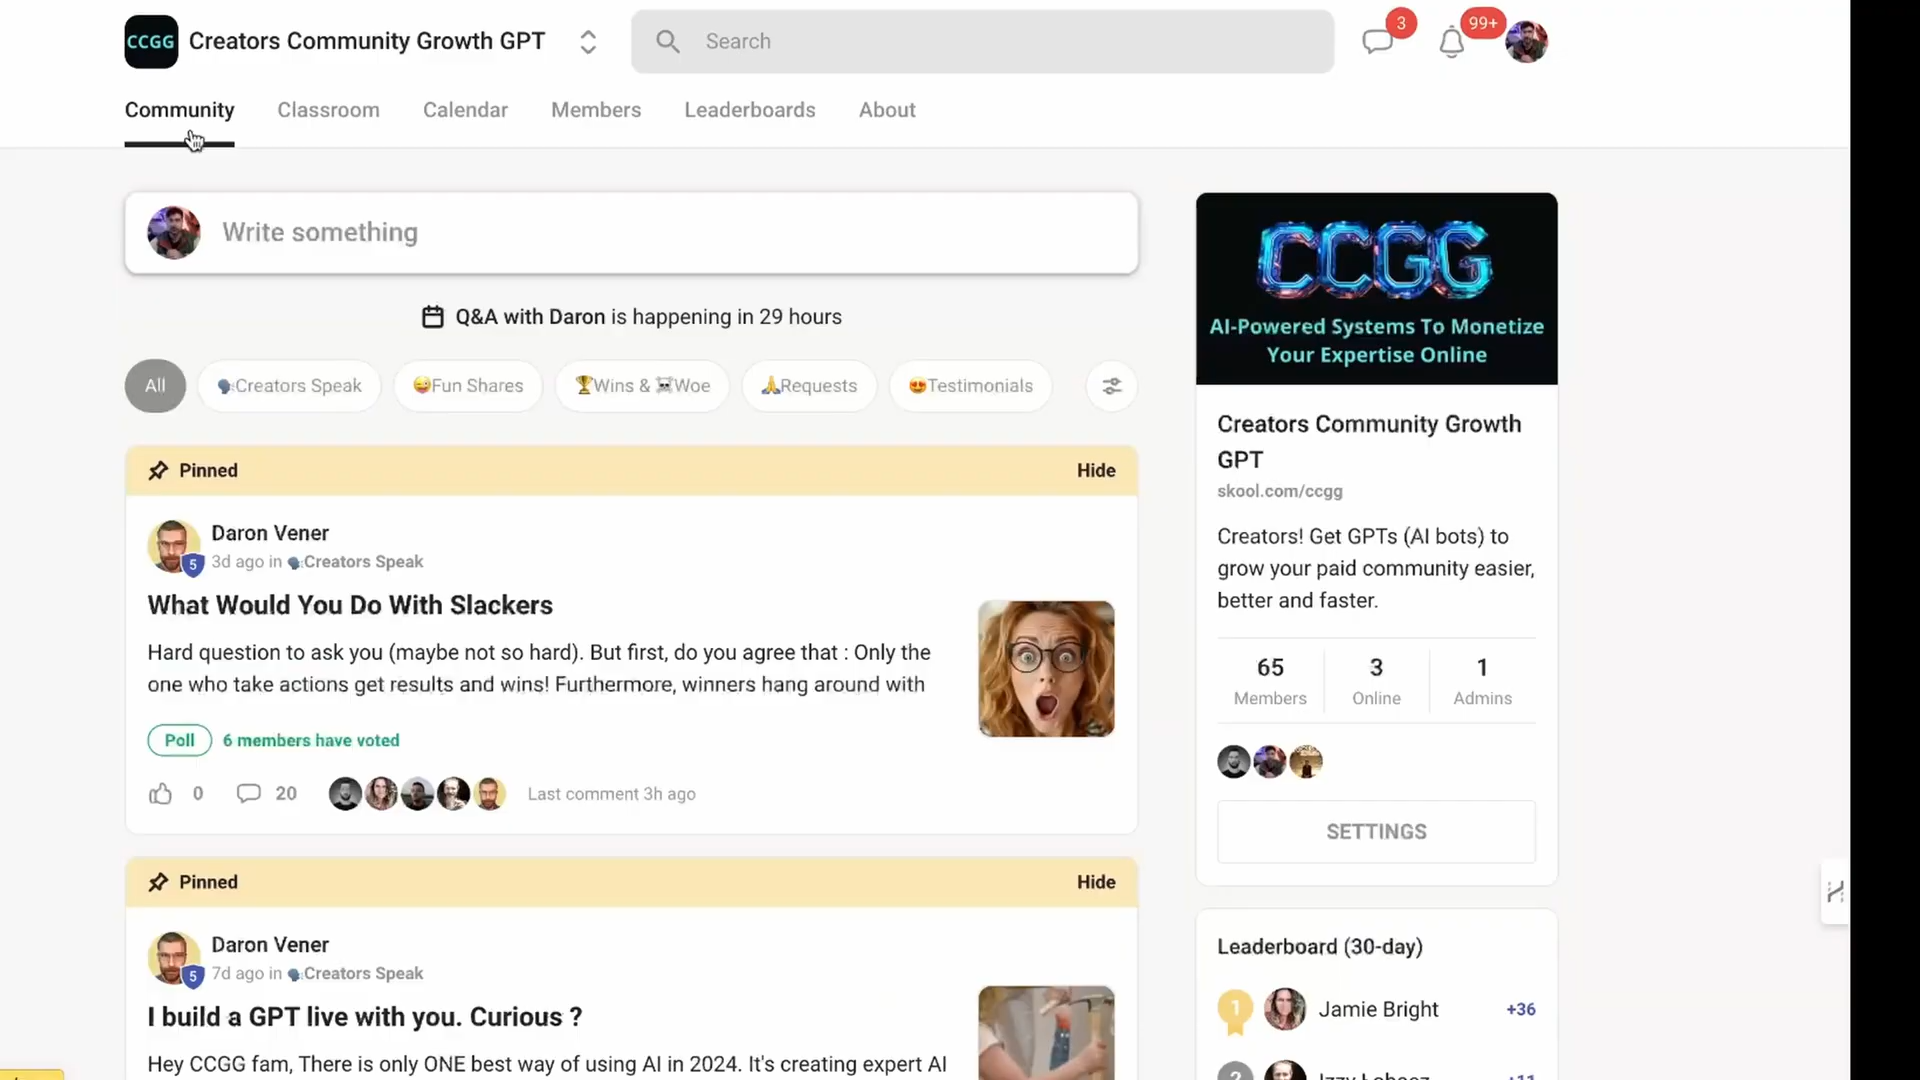 CCGG Creators Community Growth GPT
Search
3
99+
Community Classroom Calendar Members Leaderboards About
Write something
Q&A with Daron is happening in 29 hours
All 🗣Creators Speak 😜Fun Shares 🏆Wins & ☠Woe 🙏Requests 😍Testimonials
Pinned Hide
Daron Vener
5
3d ago in 🗣Creators Speak
What Would You Do With Slackers
Hard question to ask you (maybe not so hard). But first, do you agree that : Only the
one who take actions get results and wins! Furthermore, winners hang around with
Poll 6 members have voted
0 20 Last comment 3h ago
Pinned Hide
Daron Vener
5
7d ago in 🗣Creators Speak
I build a GPT live with you. Curious ?
Hey CCGG fam, There is only ONE best way of using AI in 2024. It's creating expert AI
CCGG
AI-Powered Systems To Monetize
Your Expertise Online
Creators Community Growth
GPT
skool.com/ccgg
Creators! Get GPTs (AI bots) to
grow your paid community easier,
better and faster.
65 3 1
Members Online Admins
SETTINGS
Leaderboard (30-day)
1 Jamie Bright +36
2